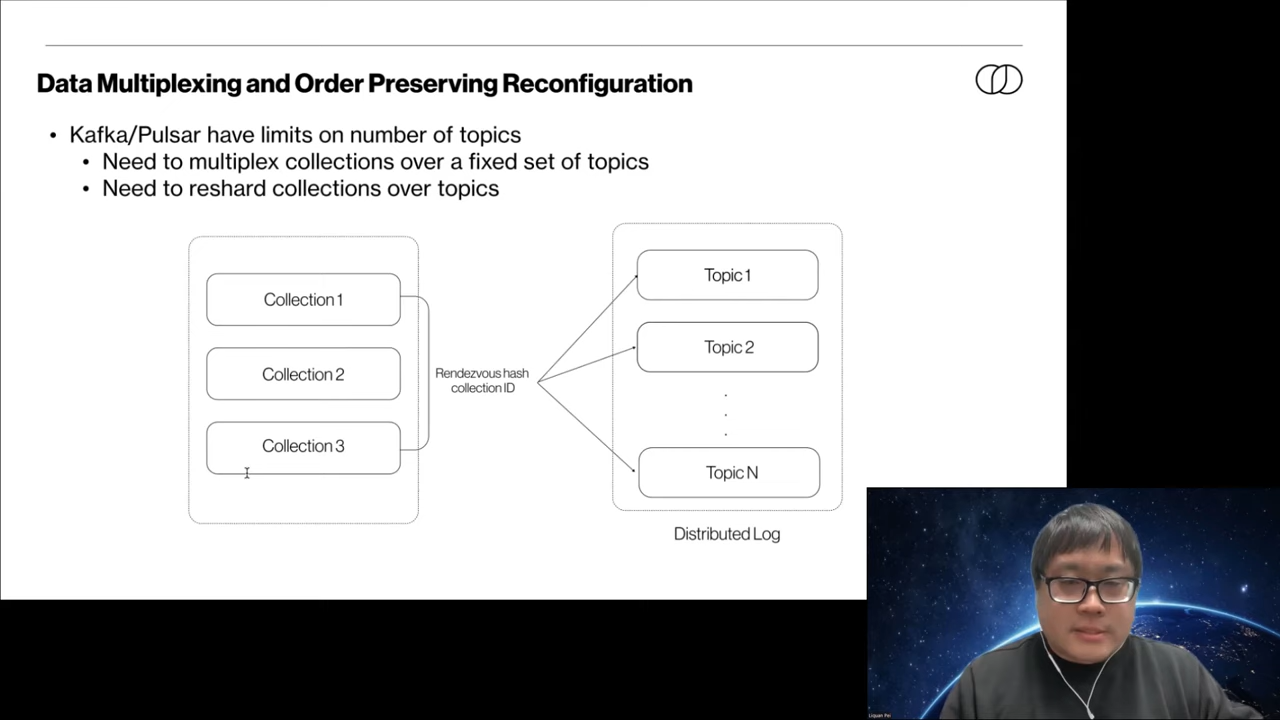 Data Multiplexing and Order Preserving Reconfiguration
• Kafka/Pulsar have limits on number of topics
• Need to multiplex collections over a fixed set of topics
• Need to reshard collections over topics
Collection 1
Collection 2
Collection 3
Rendezvous hash
collection ID
Topic 1
Topic 2
Topic N
Distributed Log
Liquan Pei